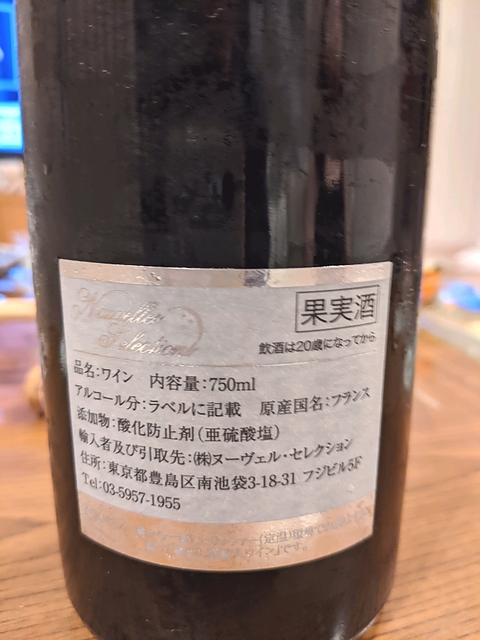 Nouvelles
Selections
果実酒
飲酒は20歳になってから
品名:ワイン 内容量:750ml
アルコール分:ラベルに記載 原産国名:フランス
添加物:酸化防止剤(亜硫酸塩)
輸入者及び引取先:(株)ヌーヴェル・セレクション
住所:東京都豊島区南池袋3-18-31 フジビル5F
Tel:03-5957-1955